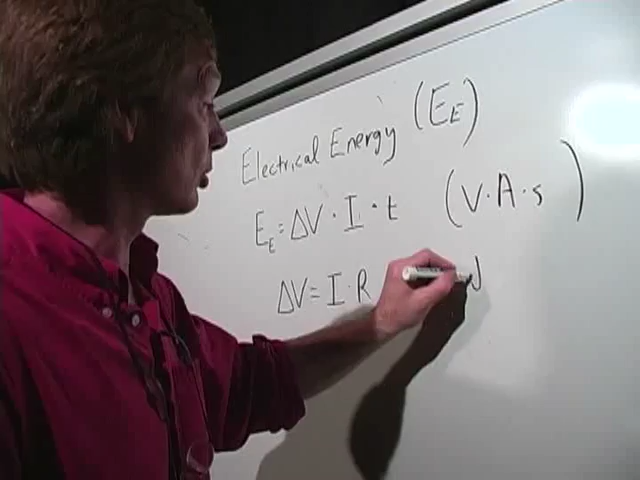 Electrical Energy (E_E)
E_E = ΔV · I · t (V · A · s)
ΔV = I · R